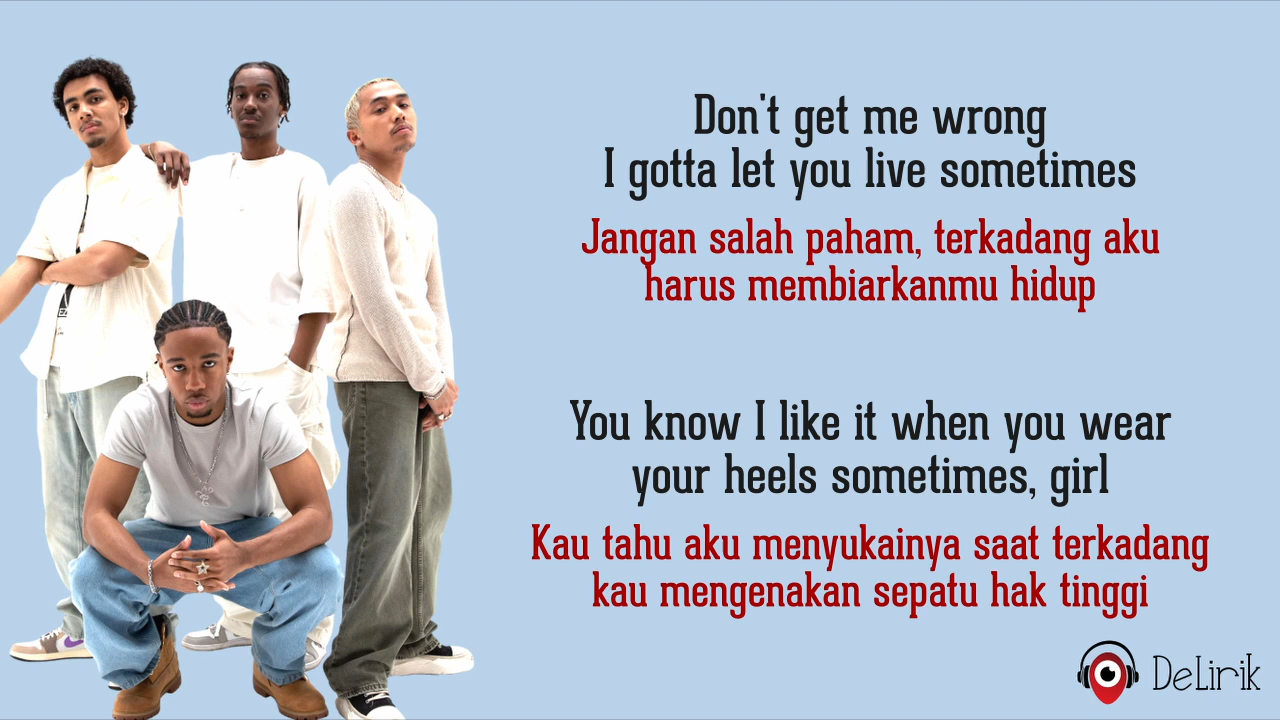 Don't get me wrong
I gotta let you live sometimes
Jangan salah paham, terkadang aku
harus membiarkanmu hidup
You know I like it when you wear
your heels sometimes, girl
Kau tahu aku menyukainya saat terkadang
kau mengenakan sepatu hak tinggi
DeLirik